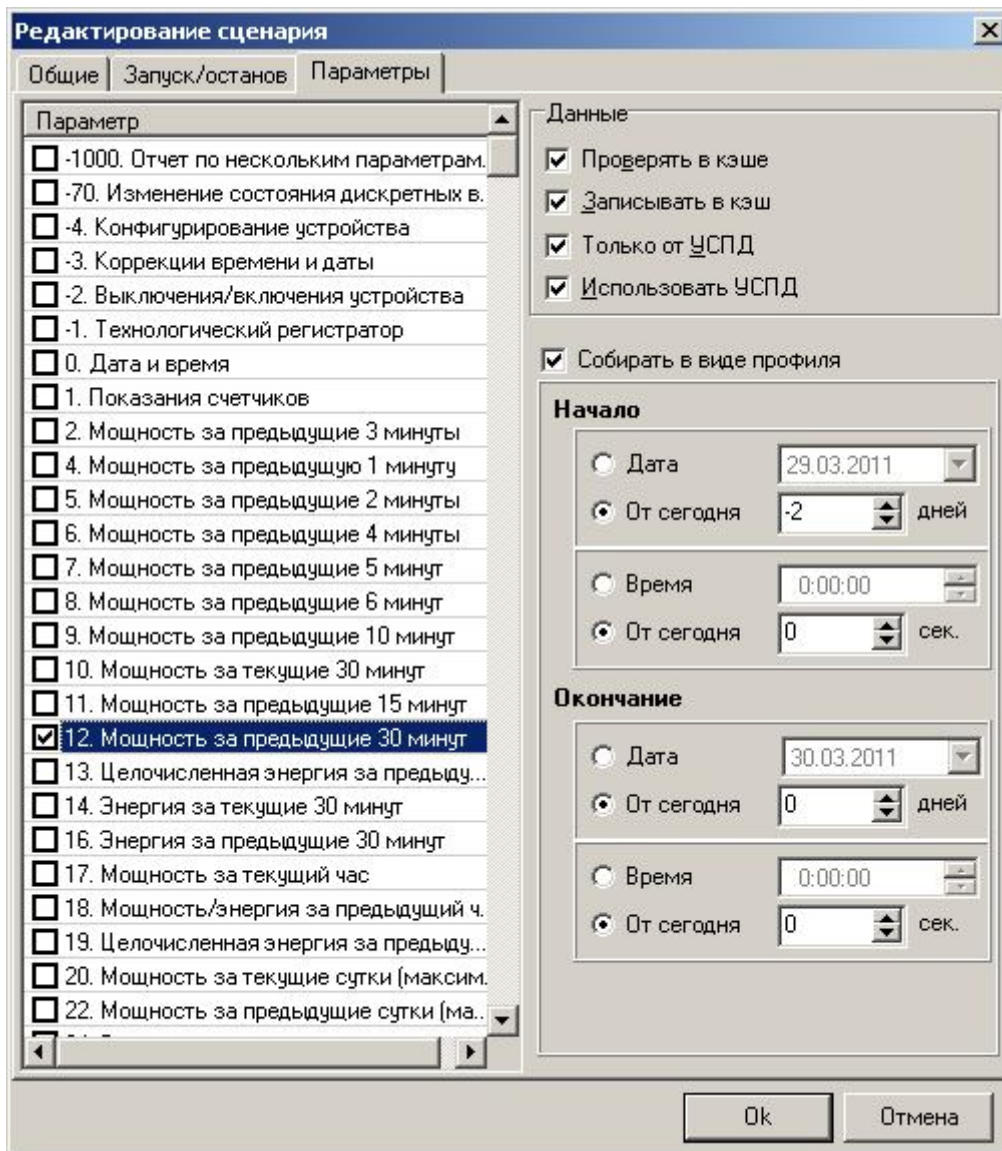 Редактирование сценария
Общие
Запуск/останов
Параметры
Параметр
-1000. Отчет по нескольким параметрам.
-70. Изменение состояния дискретных в.
-4. Конфигурирование устройства
-3. Коррекции времени и даты
-2. Выключения/включения устройства
-1. Технологический регистратор
0. Дата и время
1. Показания счетчиков
2. Мощность за предыдущие 3 минуты
4. Мощность за предыдущую 1 минуту
5. Мощность за предыдущие 2 минуты
6. Мощность за предыдущие 4 минуты
7. Мощность за предыдущие 5 минут
8. Мощность за предыдущие 6 минут
9. Мощность за предыдущие 10 минут
10. Мощность за текущие 30 минут
11. Мощность за предыдущие 15 минут
12. Мощность за предыдущие 30 минут
13. Целочисленная энергия за предыду...
14. Энергия за текущие 30 минут
16. Энергия за предыдущие 30 минут
17. Мощность за текущий час
18. Мощность/энергия за предыдущий ч.
19. Целочисленная энергия за предыду...
20. Мощность за текущие сутки (максим.
22. Мощность за предыдущие сутки (ма..
Данные
Проверять в кэше
Записывать в кэш
Только от УСПД
Использовать УСПД
Собирать в виде профиля
Начало
Дата 29.03.2011
От сегодня -2 дней
Время 0:00:00
От сегодня 0 сек.
Окончание
Дата 30.03.2011
От сегодня 0 дней
Время 0:00:00
От сегодня 0 сек.
Ok
Отмена